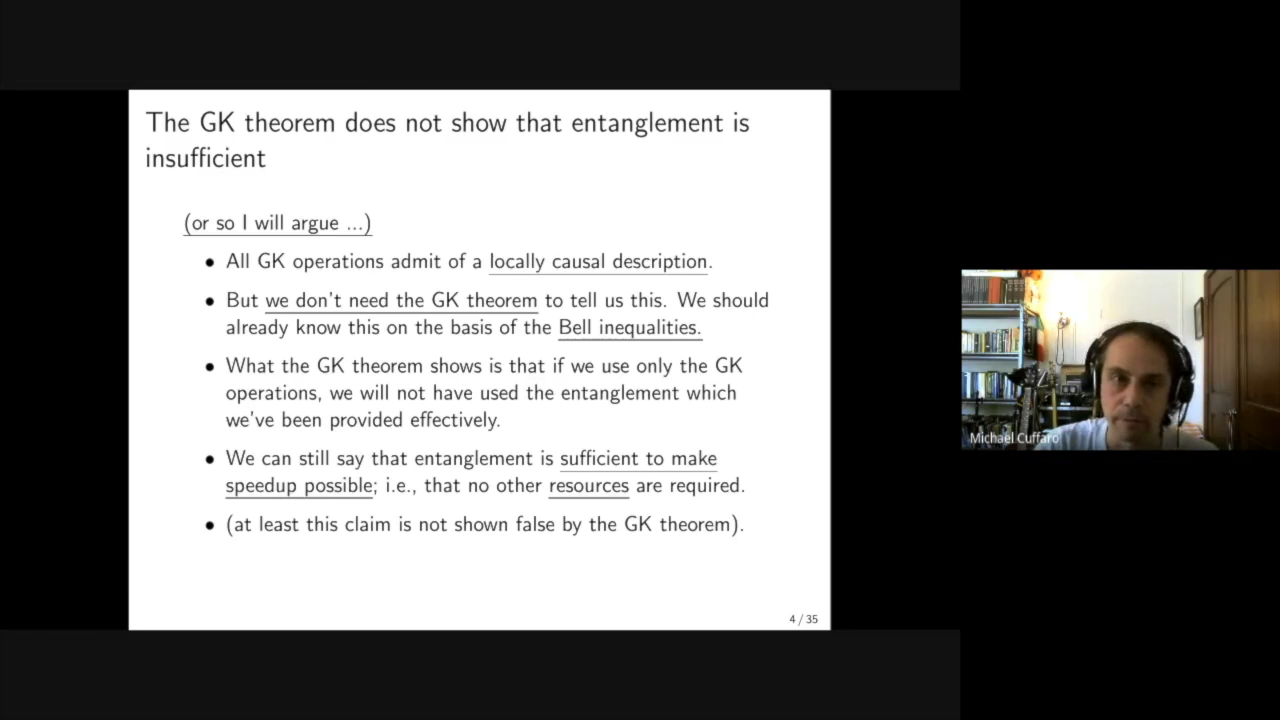 The GK theorem does not show that entanglement is
insufficient
(or so I will argue ...)
• All GK operations admit of a locally causal description.
• But we don't need the GK theorem to tell us this. We should
already know this on the basis of the Bell inequalities.
• What the GK theorem shows is that if we use only the GK
operations, we will not have used the entanglement which
we've been provided effectively.
• We can still say that entanglement is sufficient to make
speedup possible; i.e., that no other resources are required.
• (at least this claim is not shown false by the GK theorem).
4 / 35
Michael Cuffaro